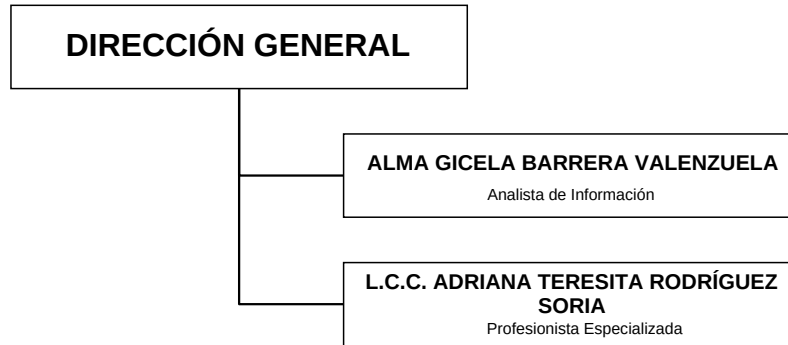 DIRECCIÓN GENERAL
ALMA GICELA BARRERA VALENZUELA
Analista de Información
L.C.C. ADRIANA TERESITA RODRÍGUEZ
SORIA
Profesionista Especializada